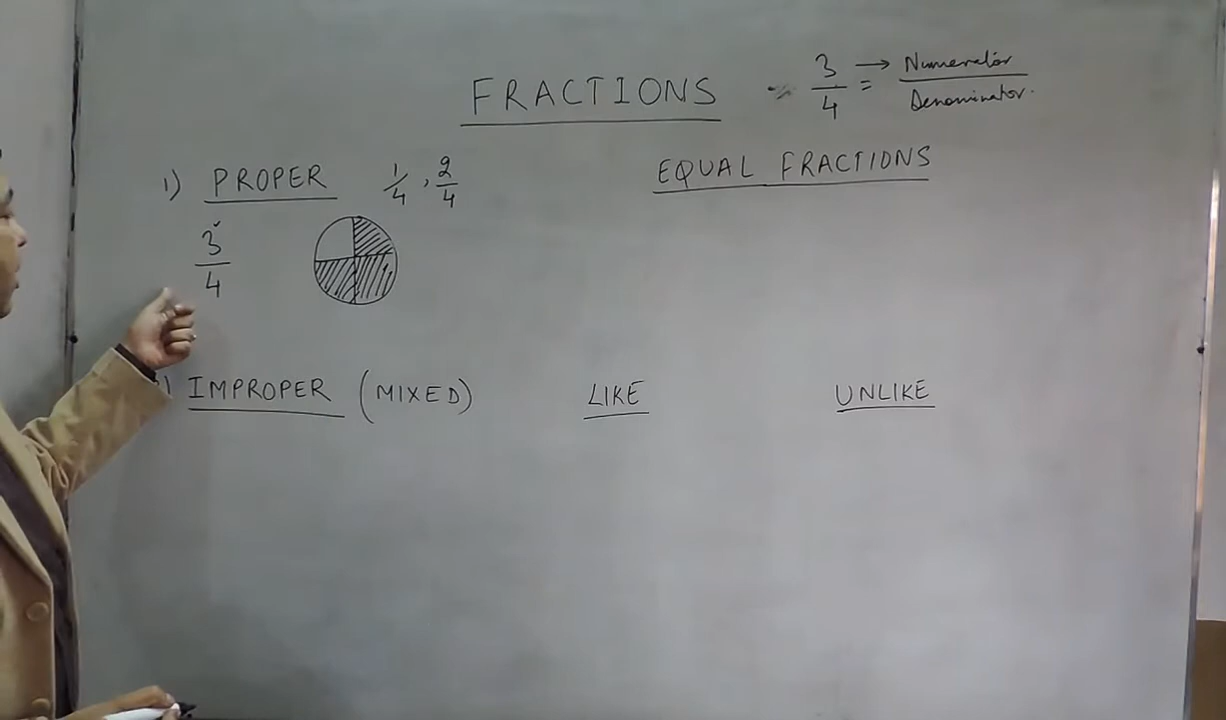 FRACTIONS 3/4 = → Numerator/Denominator.
1) PROPER 1/4, 2/4
EQUAL FRACTIONS
3/4
) IMPROPER (MIXED)
LIKE
UNLIKE